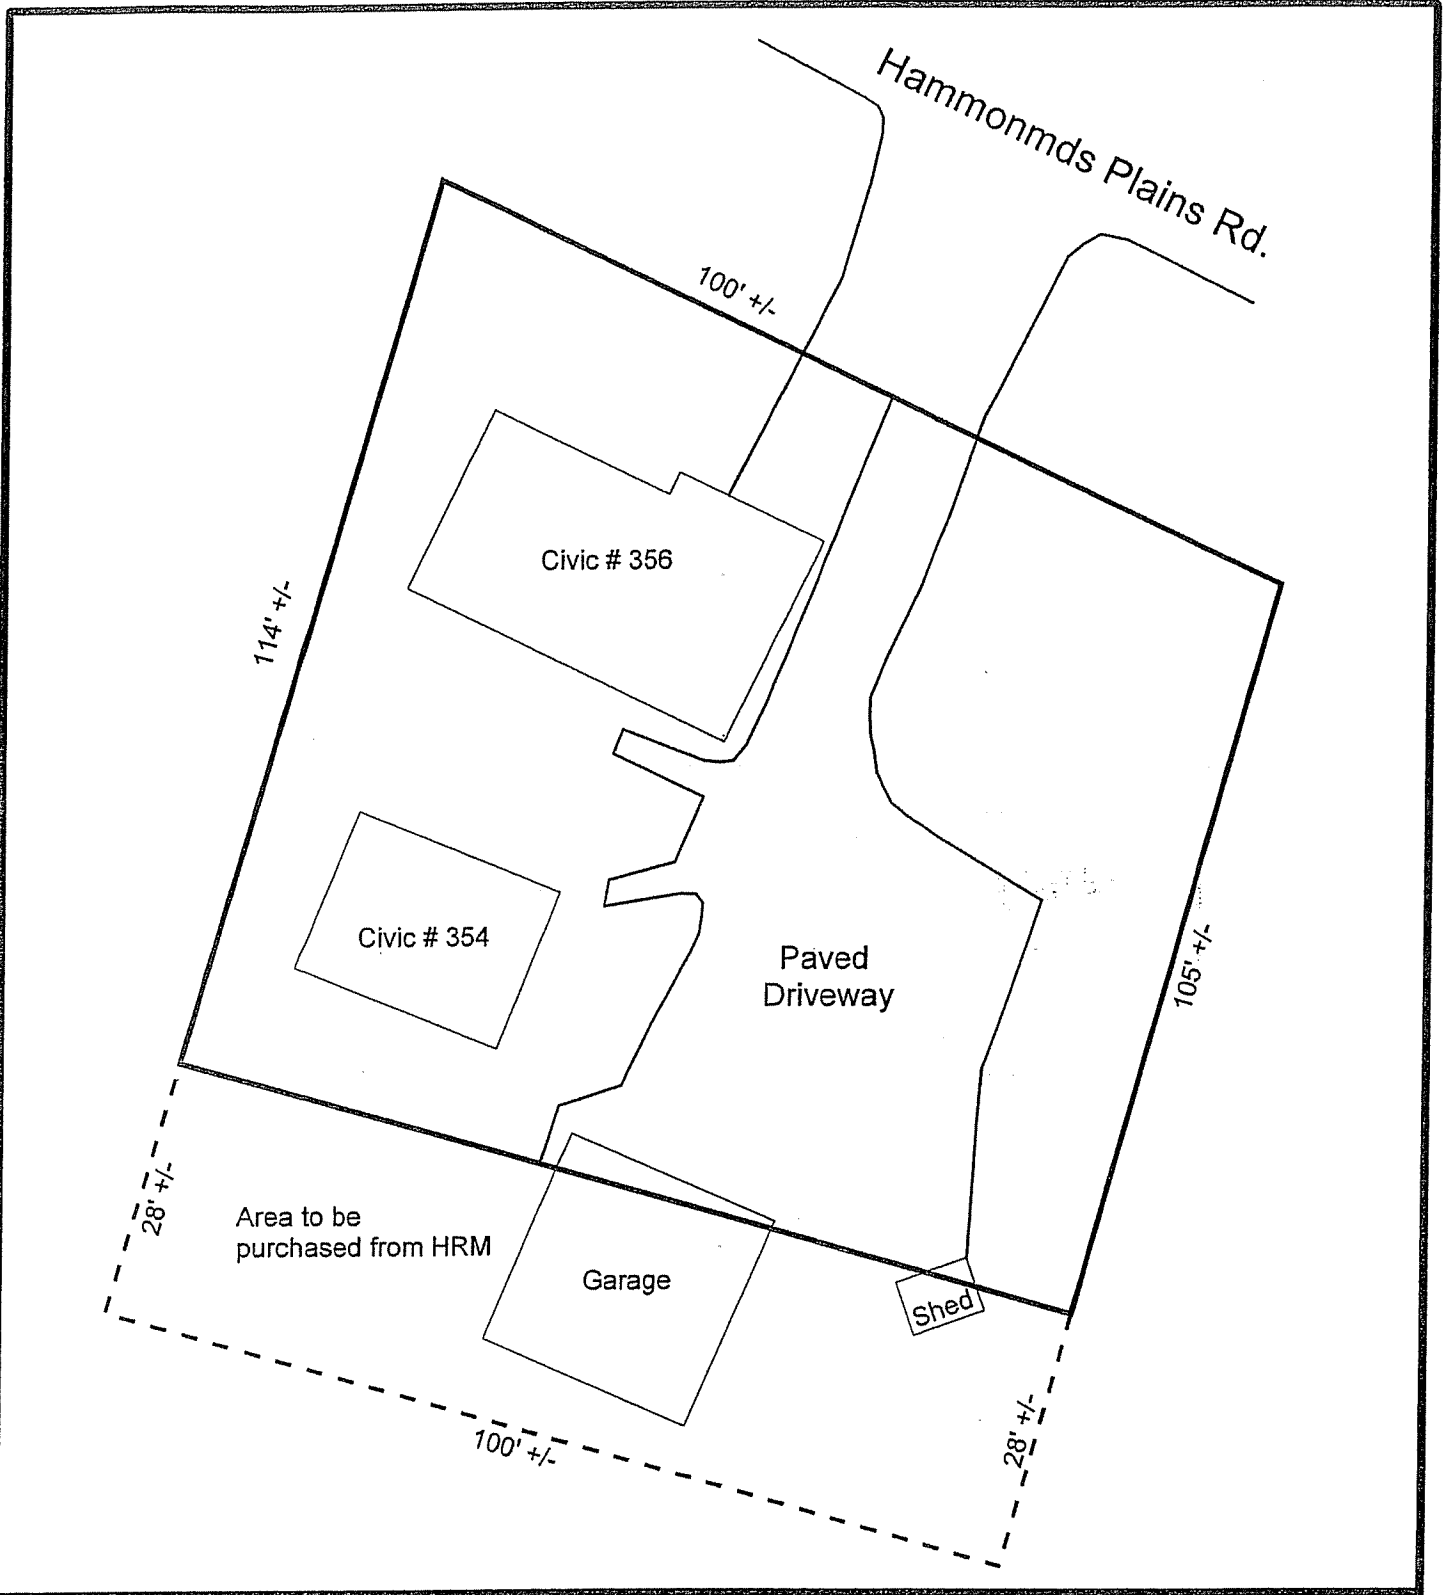 Hammonmds Plains Rd.
100' +/-
Civic # 356
114' +/-
Civic # 354
Paved
Driveway
105' +/-
28' +/-
Area to be
purchased from HRM
Garage
Shed
100' +/-
28' +/-